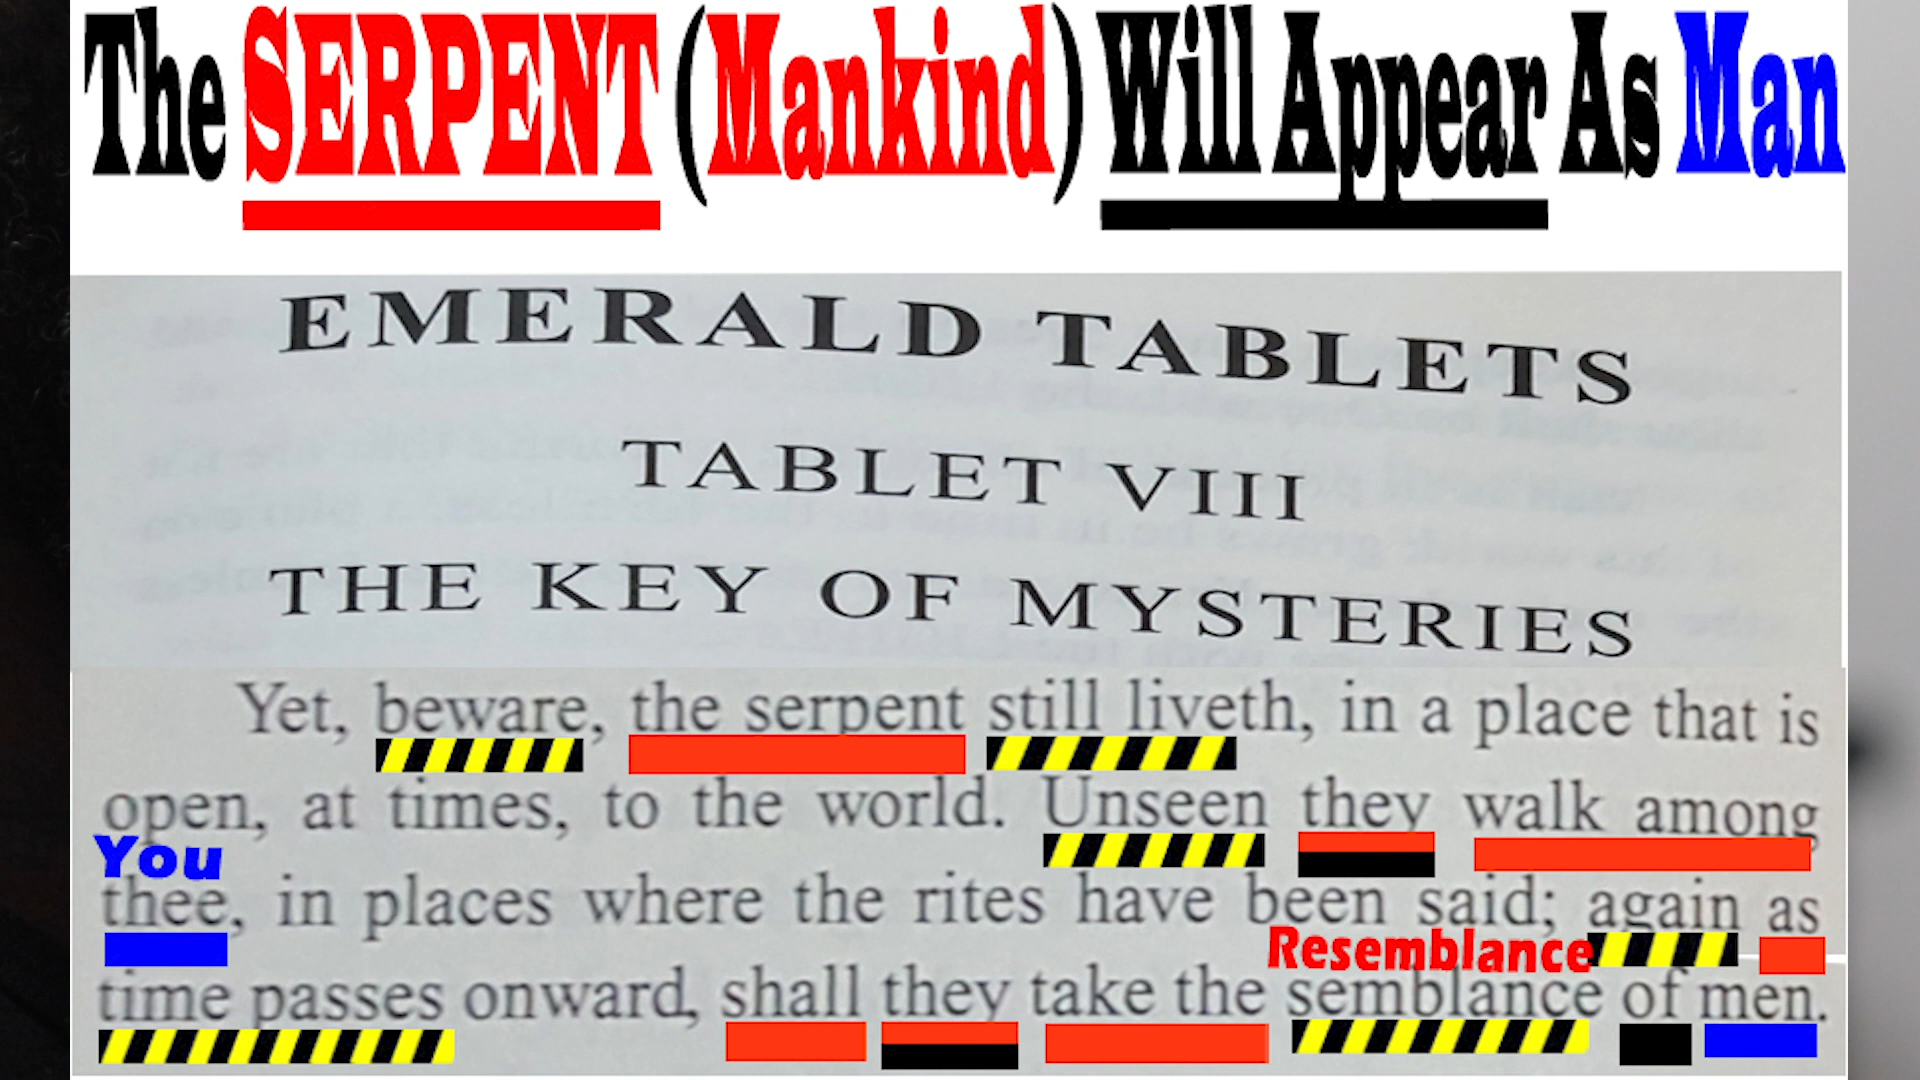 The SERPENT (Mankind) Will Appear As Man
EMERALD TABLETS
TABLET VIII
THE KEY OF MYSTERIES
Yet, beware, the serpent still liveth, in a place that is
open, at times, to the world. Unseen they walk among
You
thee, in places where the rites have been said; again as
Resemblance
time passes onward, shall they take the semblance of men.